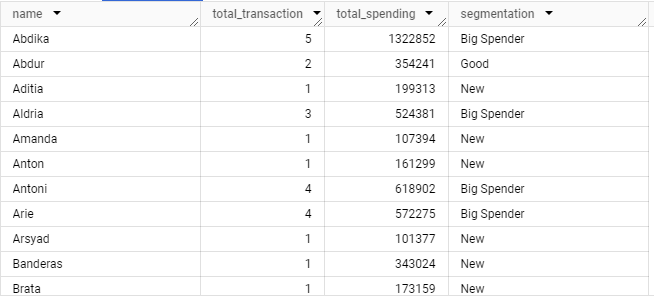 name total_transaction total_spending segmentation
Abdika 5 1322852 Big Spender
Abdur 2 354241 Good
Aditia 1 199313 New
Aldria 3 524381 Big Spender
Amanda 1 107394 New
Anton 1 161299 New
Antoni 4 618902 Big Spender
Arie 4 572275 Big Spender
Arsyad 1 101377 New
Banderas 1 343024 New
Brata 1 173159 New